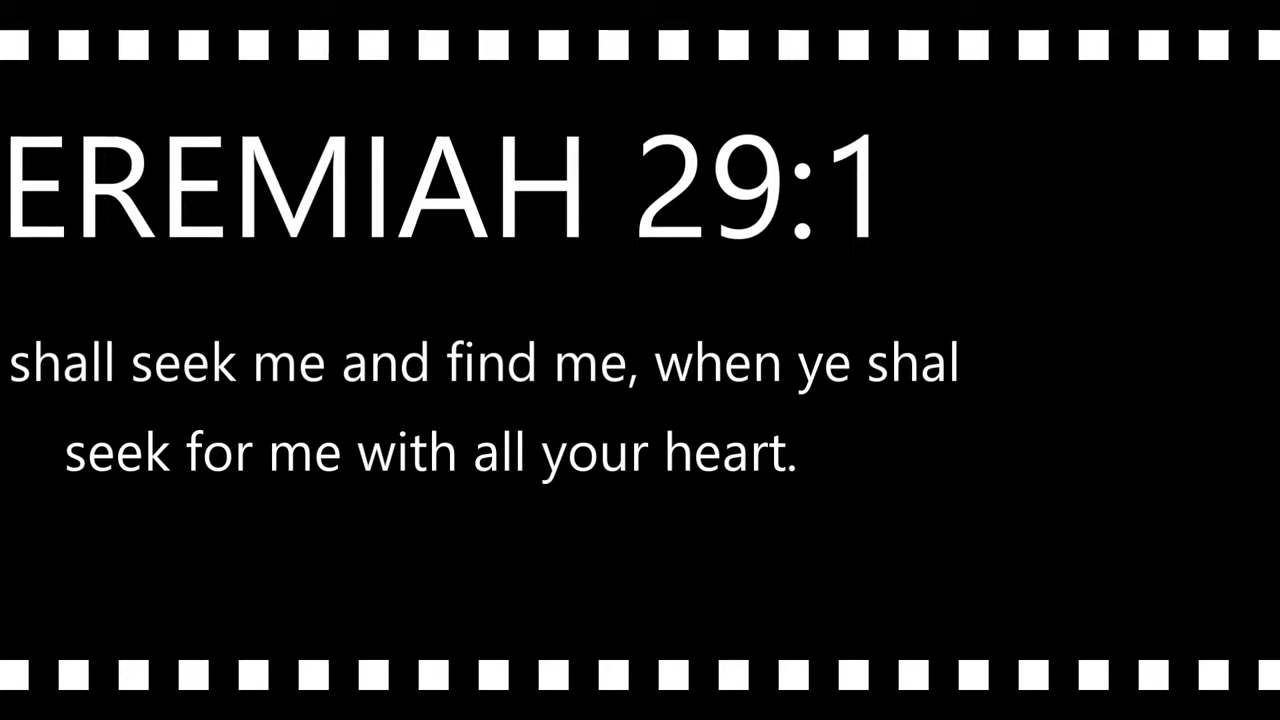 EREMIAH 29:1
shall seek me and find me, when ye shal
seek for me with all your heart.